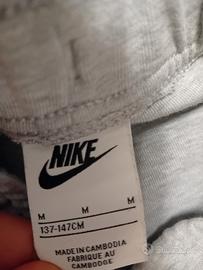 NIKE
M M M
137-147CM
MADE IN CAMBODIA
FABRIQUÉ AU
CAMBODGE